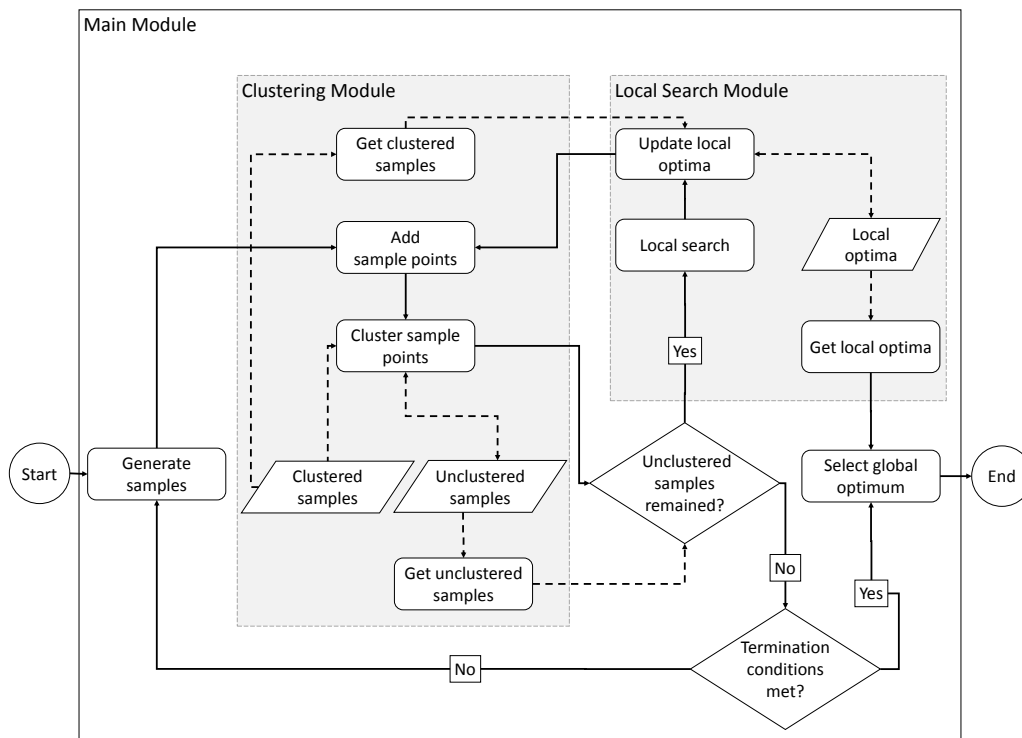 Main Module
Clustering Module
Local Search Module
Get clustered
samples
Update local
optima
Add
sample points
Local search
Local
optima
Cluster sample
points
Yes
Get local optima
Start
Generate
samples
Clustered
samples
Unclustered
samples
Unclustered
samples
remained?
Select global
optimum
End
Get unclustered
samples
No
Yes
Termination
conditions
met?
No